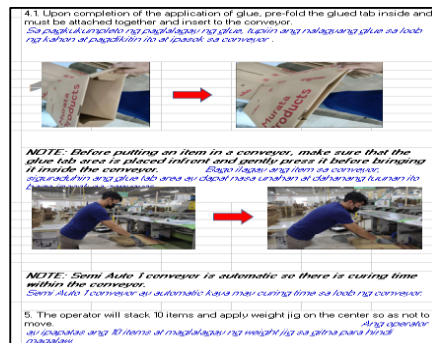 4.1. Upon completion of the application of glue, pre-fold the glued tab inside and
must be attached together and insert to the conveyor.
Sa pagkukumpleto ng paglalagay ng glue, tupiin ang nalagyang glue sa loob
ng kahon at pagdikitin ito at ipasok sa conveyor .
Murata
Products
Murata
Products
NOTE: Before putting an item in a conveyor, make sure that the
glue tab area is placed infront and gently press it before bringing
it inside the conveyor. Bago ilagay ang item sa conveyor,
siguraduhin ang glue tab area ay dapat nasa unahan at dahanang tuunan ito
NOTE: Semi Auto 1 conveyor is automatic so there is curing time
within the conveyor.
Semi Auto 1 conveyor ay automatic kaya may curing time sa loob ng conveyor.
5. The operator will stack 10 items and apply weight jig on the center so as not to
move. Ang operator
ay ipapatas ang 10 items at maglalagay ng weight jig sa gitna para hindi
magalaw.